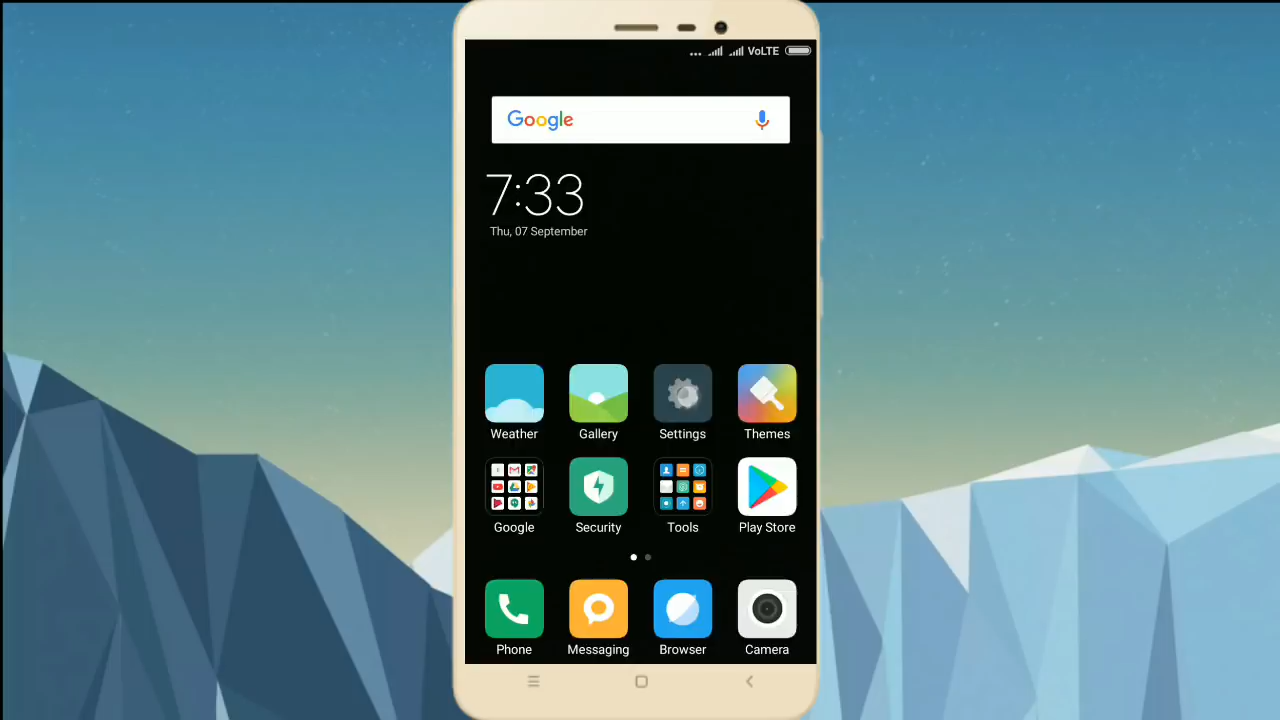 VoLTE
Google
7:33
Thu, 07 September
Weather Gallery Settings Themes
Google Security Tools Play Store
Phone Messaging Browser Camera